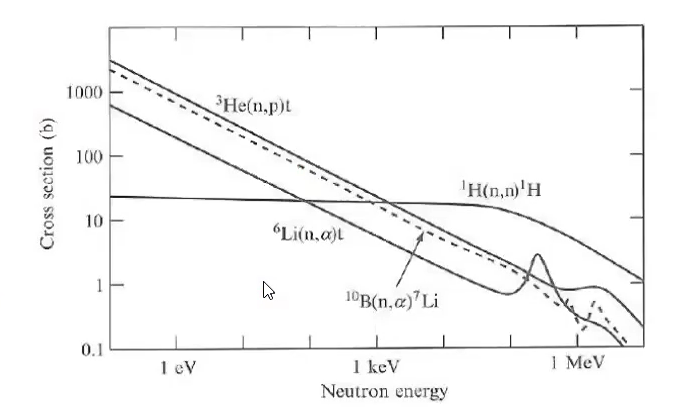 Cross section (b)
1000
100
10
1
0.1
³He(n,p)t
¹H(n,n)¹H
⁶Li(n,α)t
¹⁰B(n,α)⁷Li
1 eV
1 keV
1 MeV
Neutron energy